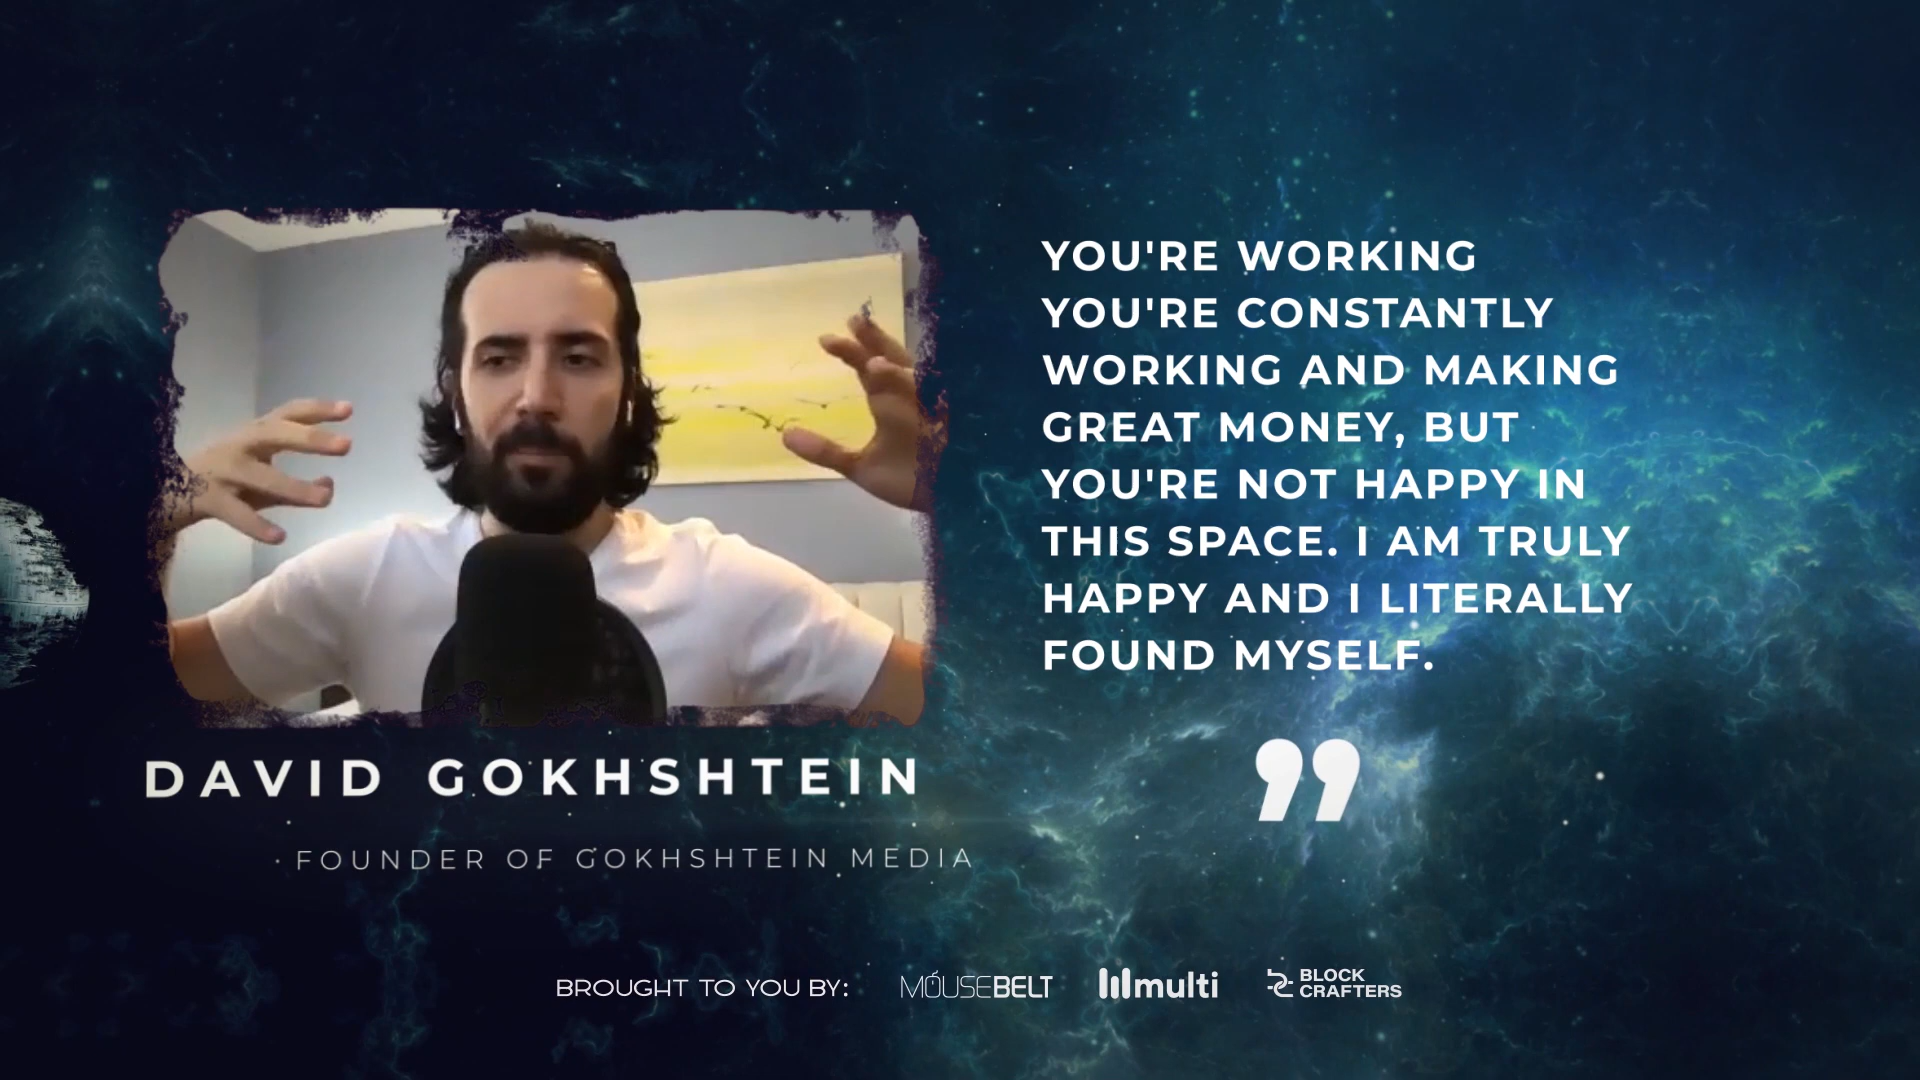 YOU'RE WORKING
YOU'RE CONSTANTLY
WORKING AND MAKING
GREAT MONEY, BUT
YOU'RE NOT HAPPY IN
THIS SPACE. I AM TRULY
HAPPY AND I LITERALLY
FOUND MYSELF.
”
DAVID GOKHSHTEIN
FOUNDER OF GOKHSHTEIN MEDIA
BROUGHT TO YOU BY: MOUSEBELT multi BLOCK CRAFTERS